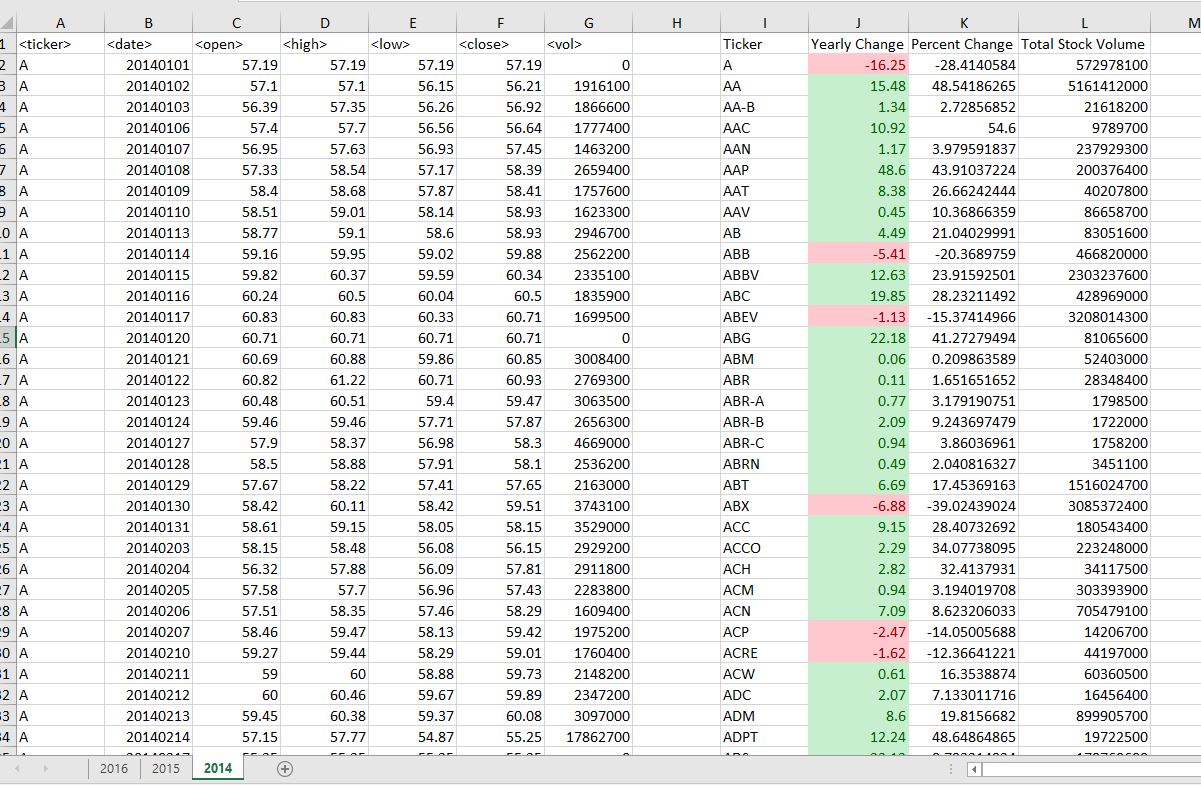 A B C D E F G H I J K L M
1 <ticker> <date> <open> <high> <low> <close> <vol> Ticker Yearly Change Percent Change Total Stock Volume
2 A 20140101 57.19 57.19 57.19 57.19 0 A -16.25 -28.4140584 572978100
3 A 20140102 57.1 57.1 56.15 56.21 1916100 AA 15.48 48.54186265 5161412000
4 A 20140103 56.39 57.35 56.26 56.92 1866600 AA-B 1.34 2.72856852 21618200
5 A 20140106 57.4 57.7 56.56 56.64 1777400 AAC 10.92 54.6 9789700
6 A 20140107 56.95 57.63 56.93 57.45 1463200 AAN 1.17 3.979591837 237929300
7 A 20140108 57.33 58.54 57.17 58.39 2659400 AAP 48.6 43.91037224 200376400
8 A 20140109 58.4 58.68 57.87 58.41 1757600 AAT 8.38 26.66242444 40207800
9 A 20140110 58.51 59.01 58.14 58.93 1623300 AAV 0.45 10.36866359 86658700
0 A 20140113 58.77 59.1 58.6 58.93 2946700 AB 4.49 21.04029991 83051600
1 A 20140114 59.16 59.95 59.02 59.88 2562200 ABB -5.41 -20.3689759 466820000
2 A 20140115 59.82 60.37 59.59 60.34 2335100 ABBV 12.63 23.91592501 2303237600
3 A 20140116 60.24 60.5 60.04 60.5 1835900 ABC 19.85 28.23211492 428969000
4 A 20140117 60.83 60.83 60.33 60.71 1699500 ABEV -1.13 -15.37414966 3208014300
5 A 20140120 60.71 60.71 60.71 60.71 0 ABG 22.18 41.27279494 81065600
6 A 20140121 60.69 60.88 59.86 60.85 3008400 ABM 0.06 0.209863589 52403000
7 A 20140122 60.82 61.22 60.71 60.93 2769300 ABR 0.11 1.651651652 28348400
8 A 20140123 60.48 60.51 59.4 59.47 3063500 ABR-A 0.77 3.179190751 1798500
9 A 20140124 59.46 59.46 57.71 57.87 2656300 ABR-B 2.09 9.243697479 1722000
0 A 20140127 57.9 58.37 56.98 58.3 4669000 ABR-C 0.94 3.86036961 1758200
1 A 20140128 58.5 58.88 57.91 58.1 2536200 ABRN 0.49 2.040816327 3451100
2 A 20140129 57.67 58.22 57.41 57.65 2163000 ABT 6.69 17.45369163 1516024700
3 A 20140130 58.42 60.11 58.42 59.51 3743100 ABX -6.88 -39.02439024 3085372400
4 A 20140131 58.61 59.15 58.05 58.15 3529000 ACC 9.15 28.40732692 180543400
5 A 20140203 58.15 58.48 56.08 56.15 2929200 ACCO 2.29 34.07738095 223248000
6 A 20140204 56.32 57.88 56.09 57.81 2911800 ACH 2.82 32.4137931 34117500
7 A 20140205 57.58 57.7 56.96 57.43 2283800 ACM 0.94 3.194019708 303393900
8 A 20140206 57.51 58.35 57.46 58.29 1609400 ACN 7.09 8.623206033 705479100
9 A 20140207 58.46 59.47 58.13 59.42 1975200 ACP -2.47 -14.05005688 14206700
0 A 20140210 59.27 59.44 58.29 59.01 1760400 ACRE -1.62 -12.36641221 44197000
1 A 20140211 59 60 58.88 59.73 2148200 ACW 0.61 16.3538874 60360500
2 A 20140212 60 60.46 59.67 59.89 2347200 ADC 2.07 7.133011716 16456400
3 A 20140213 59.45 60.38 59.37 60.08 3097000 ADM 8.6 19.8156682 899905700
4 A 20140214 57.15 57.77 54.87 55.25 17862700 ADPT 12.24 48.64864865 19722500
2016 2015 2014